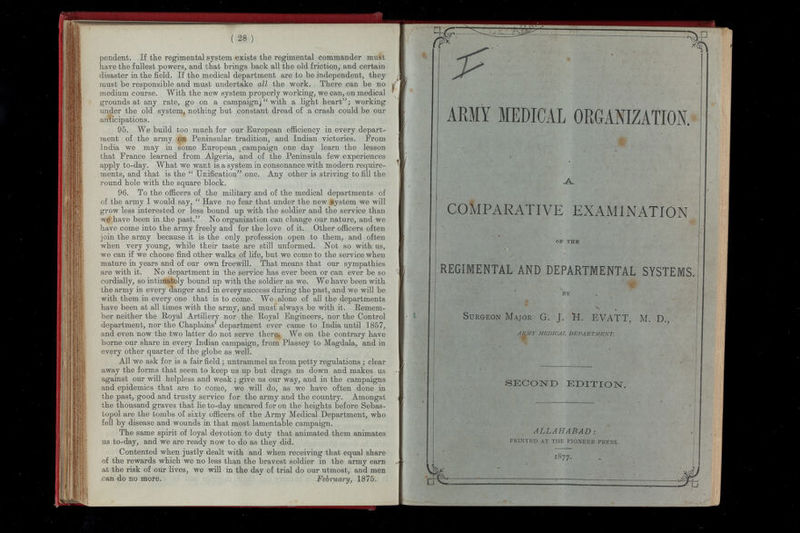 ( 28 )
pendent. If the regimental system exists the regimental commander must
have the fullest powers, and that brings back all the old friction, and certain
disaster in the field. If the medical department are to be independent, they
must be responsible and must undertake all the work. There can be no
medium course. With the new system properly working, we can, on medical
grounds at any rate, go on a campaign, “with a light heart”; working
under the old system, nothing but constant dread of a crash could be our
anticipations.
95. We build too much for our European efficiency in every depart-
ment of the army on Peninsular tradition, and Indian victories. From
India we may in some European campaign one day learn the lesson
that France learned from Algeria, and of the Peninsula few experiences
apply to-day. What we want is a system in consonance with modern require-
ments, and that is the “ Unification” one. Any other is striving to fill the
round hole with the square block.
96. To the officers of the military and of the medical departments of
of the army I would say, “ Have no fear that under the new system we will
grow less interested or less bound up with the soldier and the service than
we have been in the past.” No organization can change our nature, and we
have come into the army freely and for the love of it. Other officers often
join the army because it is the only profession open to them, and often
when very young, while their taste are still unformed. Not so with us,
we can if we choose find other walks of life, but we come to the service when
mature in years and of our own freewill. That means that our sympathies
are with it. No department in the service has ever been or can ever be so
cordially, so intimately bound up with the soldier as we. We have been with
the army in every danger and in every success during the past, and we will be
with them in every one that is to come. We alone of all the departments
have been at all times with the army, and must always be with it. Remem-
ber neither the Royal Artillery nor the Royal Engineers, nor the Control
department, nor the Chaplains' department ever came to India until 1857,
and even now the two latter do not serve there. We on the contrary have
borne our share in every Indian campaign, from Plassey to Magdala, and in
every other quarter of the globe as well.
All we ask for is a fair field ; untrammel us from petty regulations ; clear
away the forms that seem to keep us up but drags us down and makes us
against our will helpless and weak ; give us our way, and in the campaigns
and epidemics that are to come, we will do, as we have often done in
the past, good and trusty service for the army and the country. Amongst
the thousand graves that lie to-day uncared for on the heights before Sebas-
topol are the tombs of sixty officers of the Army Medical Department, who
fell by disease and wounds in that most lamentable campaign.
The same spirit of loyal devotion to duty that animated them animates
us to-day, and we are ready now to do as they did.
Contented when justly dealt with and when receiving that equal share
of the rewards which we no less than the bravest soldier in the army earn
at the risk of our lives, we will in the day of trial do our utmost, and men
can do no more. February, 1875.
I
ARMY MEDICAL ORGANIZATION.
A
COMPARATIVE EXAMINATION
OF THE
REGIMENTAL AND DEPARTMENTAL SYSTEMS.
BY
SURGEON MAJOR G. J. H. EVATT, M. D.,
ARMY MEDICAL DEPARTMENT.
SECOND EDITION.
ALLAHABAD :
PRINTED AT THE PIONEER PRESS.
1877.